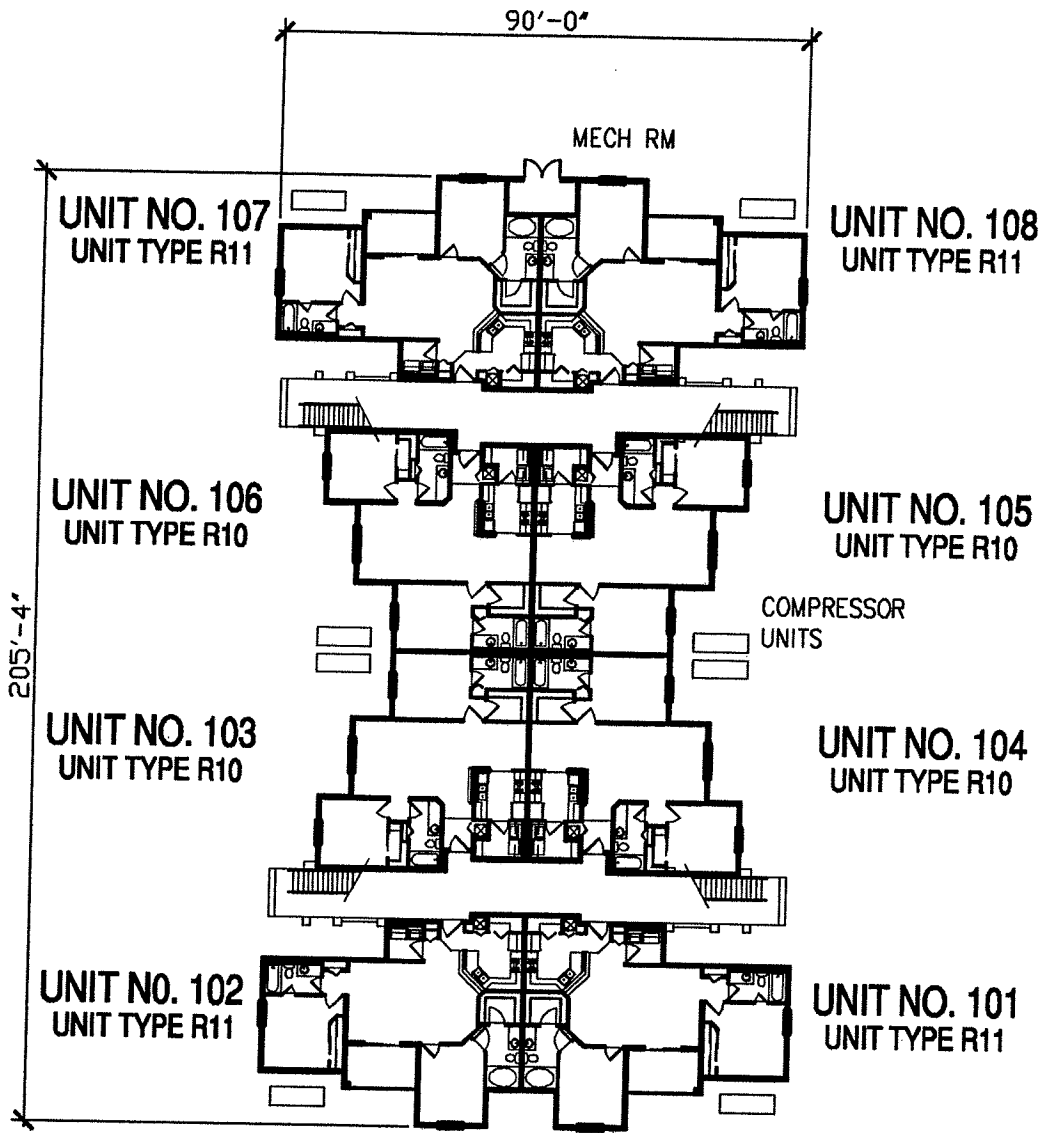 90'-0"
MECH RM
UNIT NO. 107
UNIT TYPE R11
UNIT NO. 108
UNIT TYPE R11
UNIT NO. 106
UNIT TYPE R10
UNIT NO. 105
UNIT TYPE R10
205'-4"
COMPRESSOR
UNITS
UNIT NO. 103
UNIT TYPE R10
UNIT NO. 104
UNIT TYPE R10
UNIT NO. 102
UNIT TYPE R11
UNIT NO. 101
UNIT TYPE R11